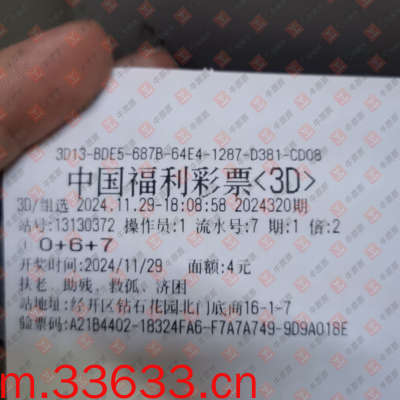 3D13-BDE5-687B-64E4-1287-D381-CD08
中国福利彩票<3D>
3D/组选 2024.11.29-18:08:58 2024320期
站号:13130372 操作员:1 流水号:7 期:1 倍:2
0+6+7
开奖时间:2024/11/29 面额:4元
扶老、助残、救孤、济困
站地址:经开区钻石花园北门底商16-1-7
验票码:A21B4402-18324FA6-F7A7A749-9D9A018E
m.33633.cn